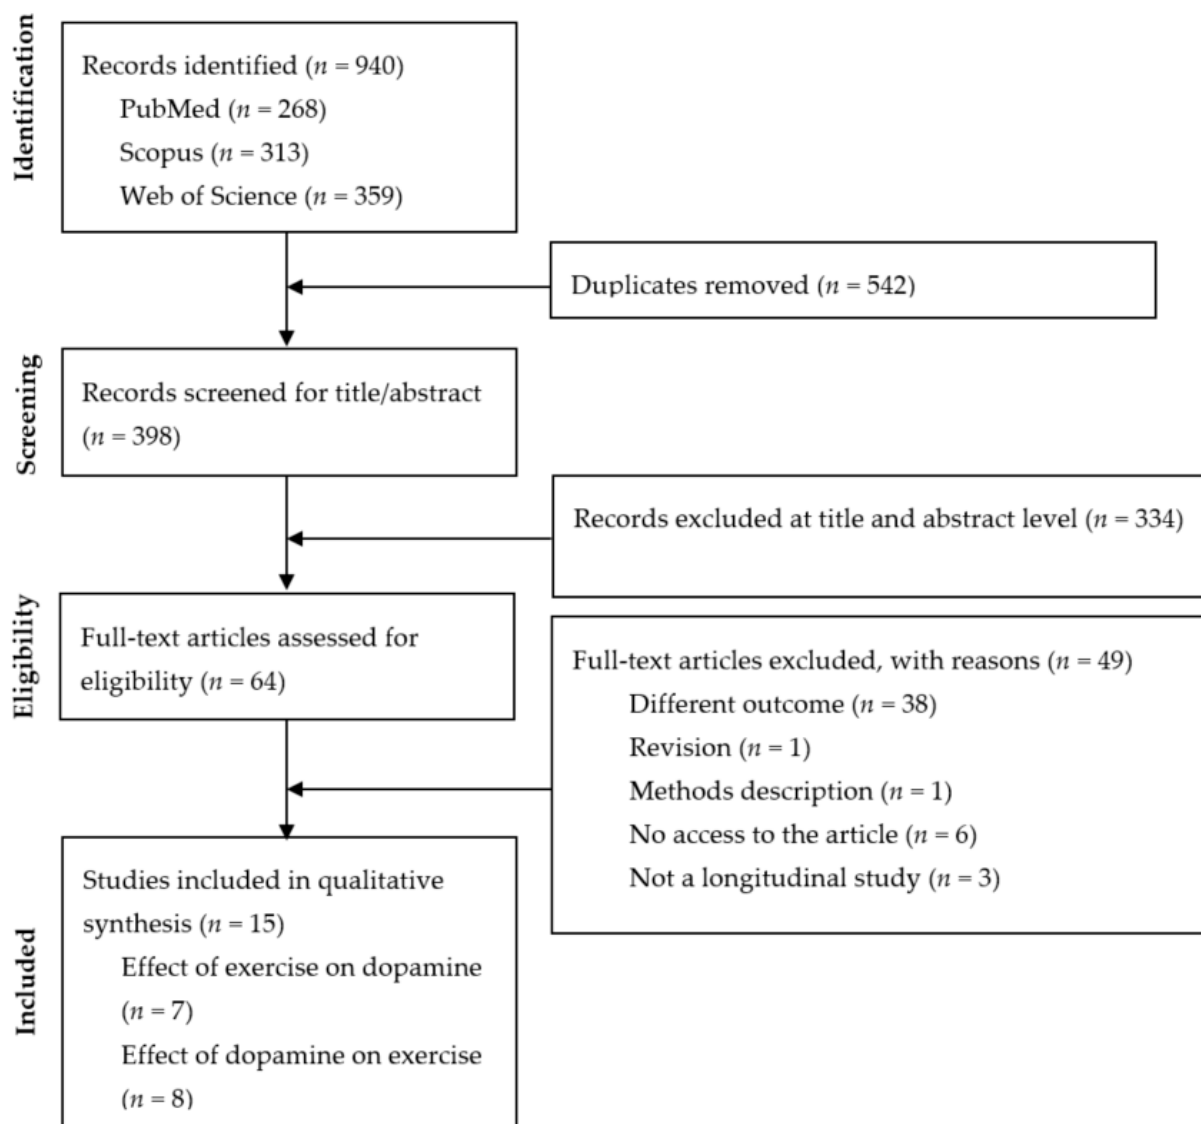 Identification
Records identified (n = 940)
PubMed (n = 268)
Scopus (n = 313)
Web of Science (n = 359)
Duplicates removed (n = 542)
Screening
Records screened for title/abstract
(n = 398)
Records excluded at title and abstract level (n = 334)
Eligibility
Full-text articles assessed for
eligibility (n = 64)
Full-text articles excluded, with reasons (n = 49)
Different outcome (n = 38)
Revision (n = 1)
Methods description (n = 1)
No access to the article (n = 6)
Not a longitudinal study (n = 3)
Included
Studies included in qualitative
synthesis (n = 15)
Effect of exercise on dopamine
(n = 7)
Effect of dopamine on exercise
(n = 8)